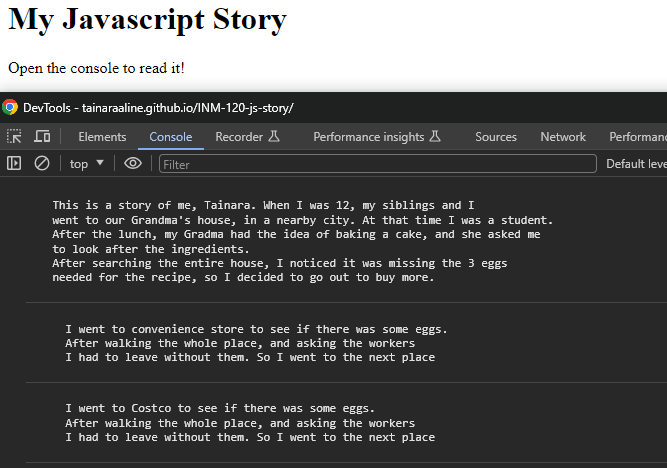 My Javascript Story
Open the console to read it!
DevTools - tainaraaline.github.io/INM-120-js-story/
Elements Console Recorder Performance insights Sources Network Performanc
top Filter Default leve
This is a story of me, Tainara. When I was 12, my siblings and I
went to our Grandma's house, in a nearby city. At that time I was a student.
After the lunch, my Gradma had the idea of baking a cake, and she asked me
to look after the ingredients.
After searching the entire house, I noticed it was missing the 3 eggs
needed for the recipe, so I decided to go out to buy more.
I went to convenience store to see if there was some eggs.
After walking the whole place, and asking the workers
I had to leave without them. So I went to the next place
I went to Costco to see if there was some eggs.
After walking the whole place, and asking the workers
I had to leave without them. So I went to the next place